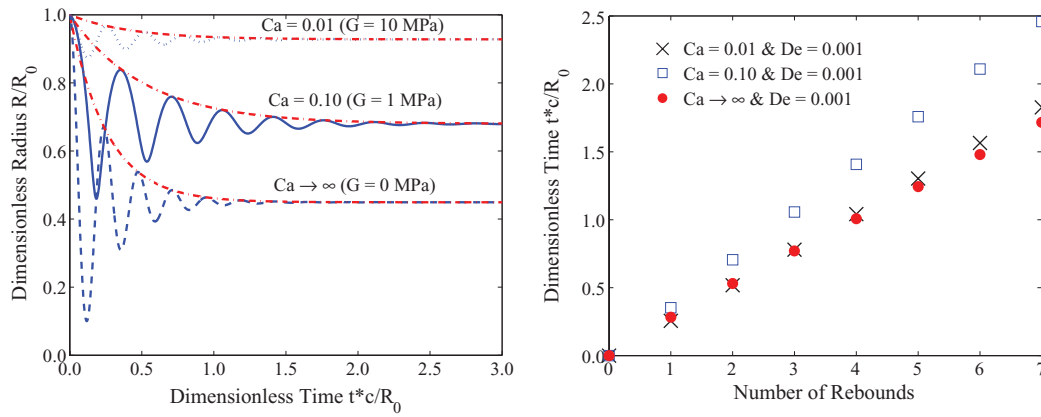 Dimensionless Radius R/R0
1.0
0.8
0.6
0.4
0.2
0.0
Ca = 0.01 (G = 10 MPa)
Ca = 0.10 (G = 1 MPa)
Ca → ∞ (G = 0 MPa)
0.0 0.5 1.0 1.5 2.0 2.5 3.0
Dimensionless Time t*c/R0
Dimensionless Time t*c/R0
2.5
2.0
1.5
1.0
0.5
0.0
Ca = 0.01 & De = 0.001
Ca = 0.10 & De = 0.001
Ca → ∞ & De = 0.001
0 1 2 3 4 5 6 7
Number of Rebounds